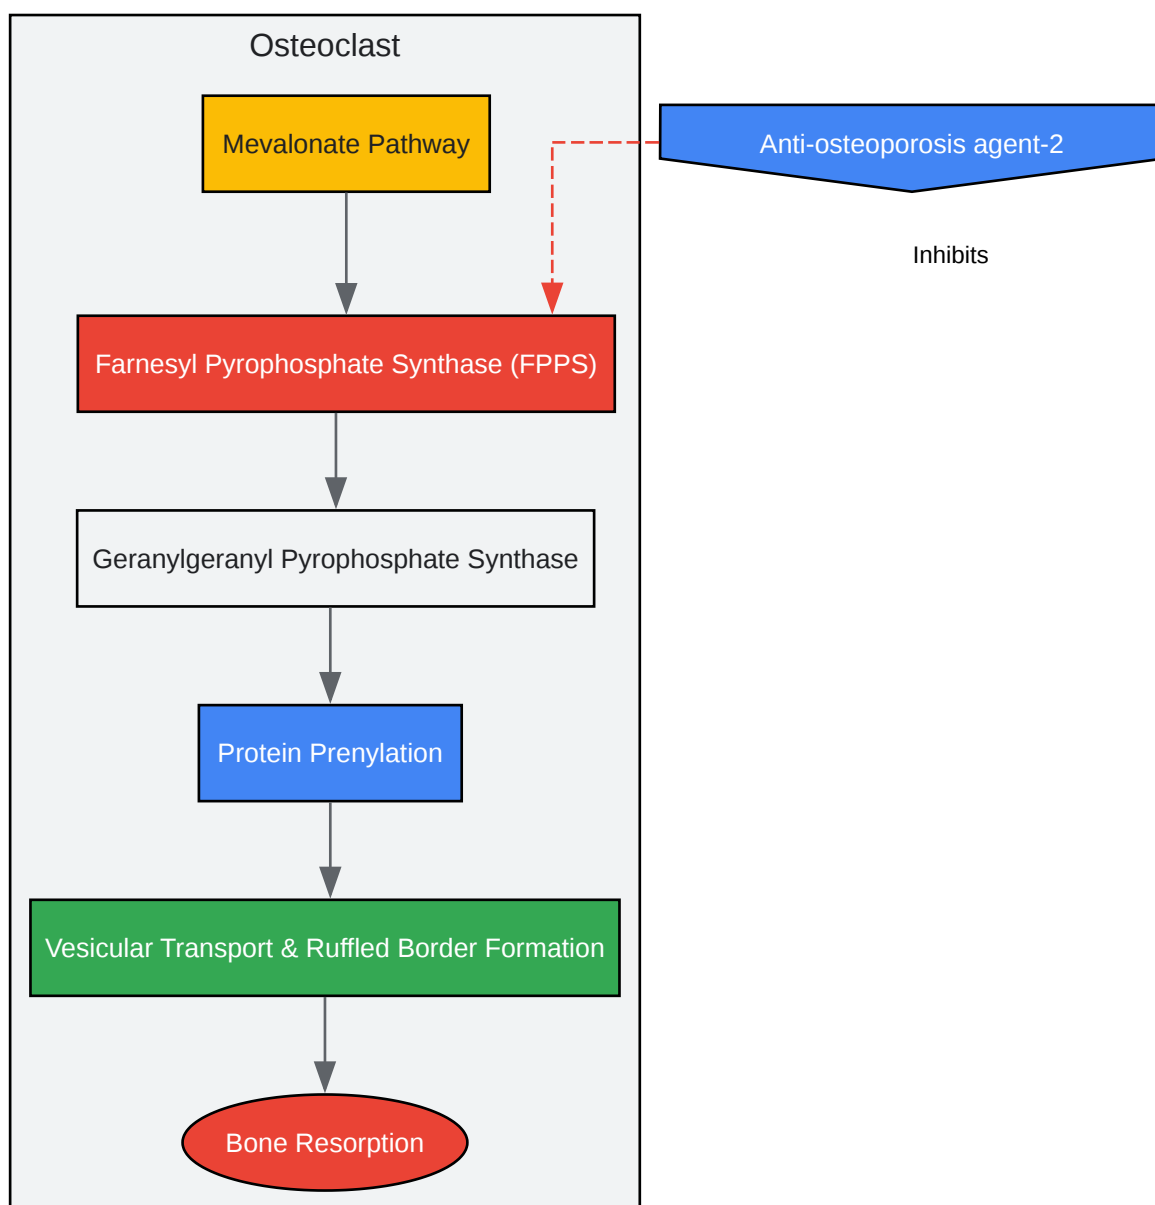 Osteoclast
Mevalonate Pathway
Anti-osteoporosis agent-2
Inhibits
Farnesyl Pyrophosphate Synthase (FPPS)
Geranylgeranyl Pyrophosphate Synthase
Protein Prenylation
Vesicular Transport & Ruffled Border Formation
Bone Resorption